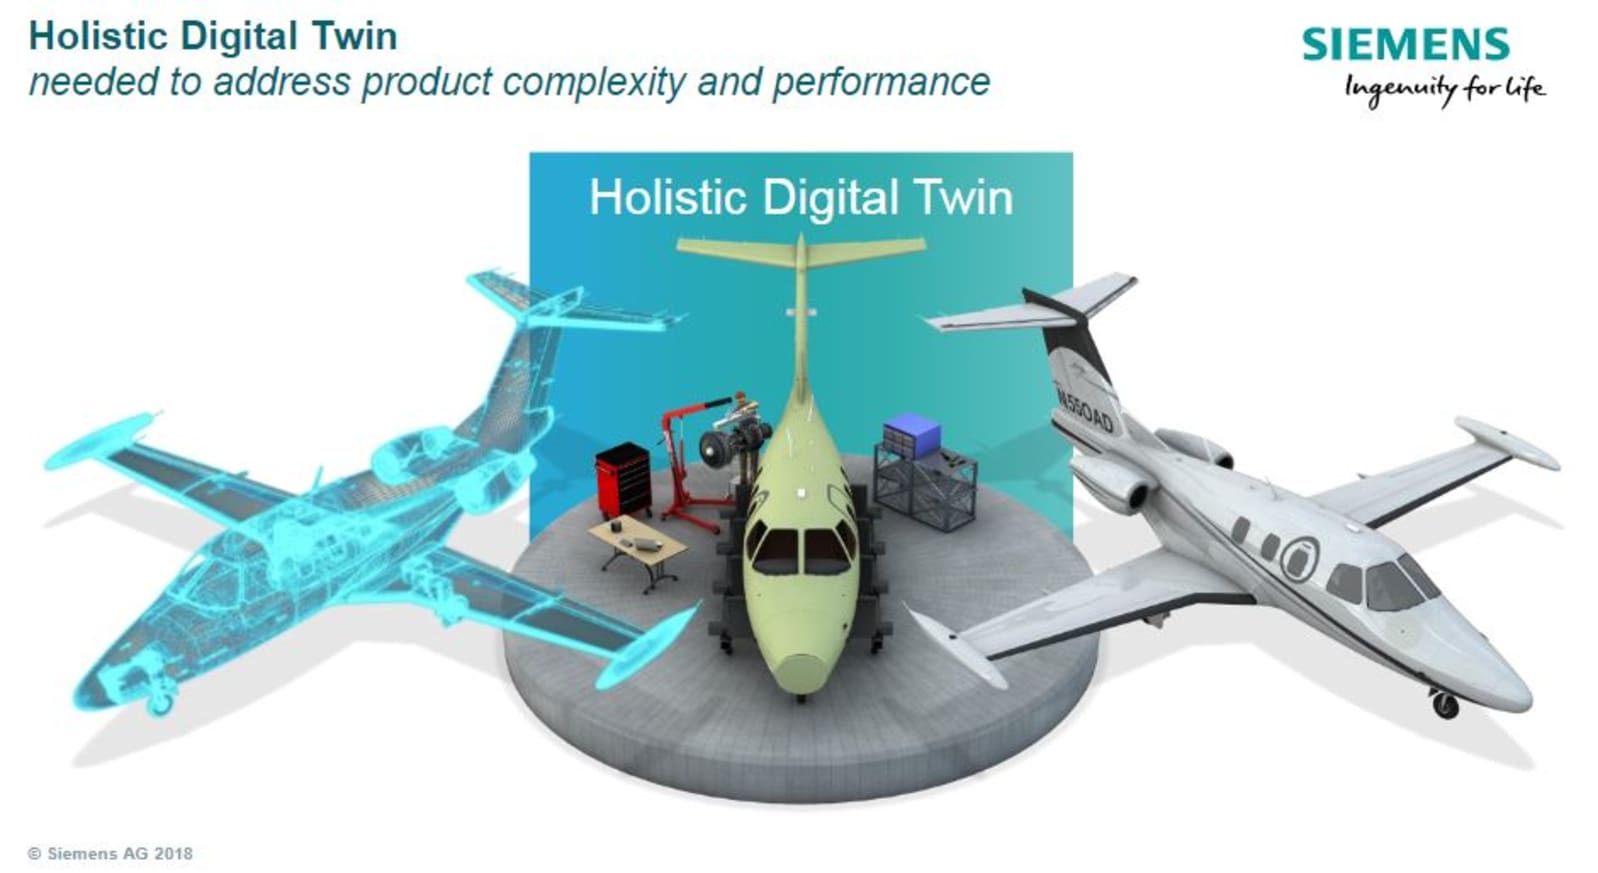 Holistic Digital Twin
needed to address product complexity and performance
SIEMENS
Ingenuity for life
Holistic Digital Twin
N550AD
© Siemens AG 2018